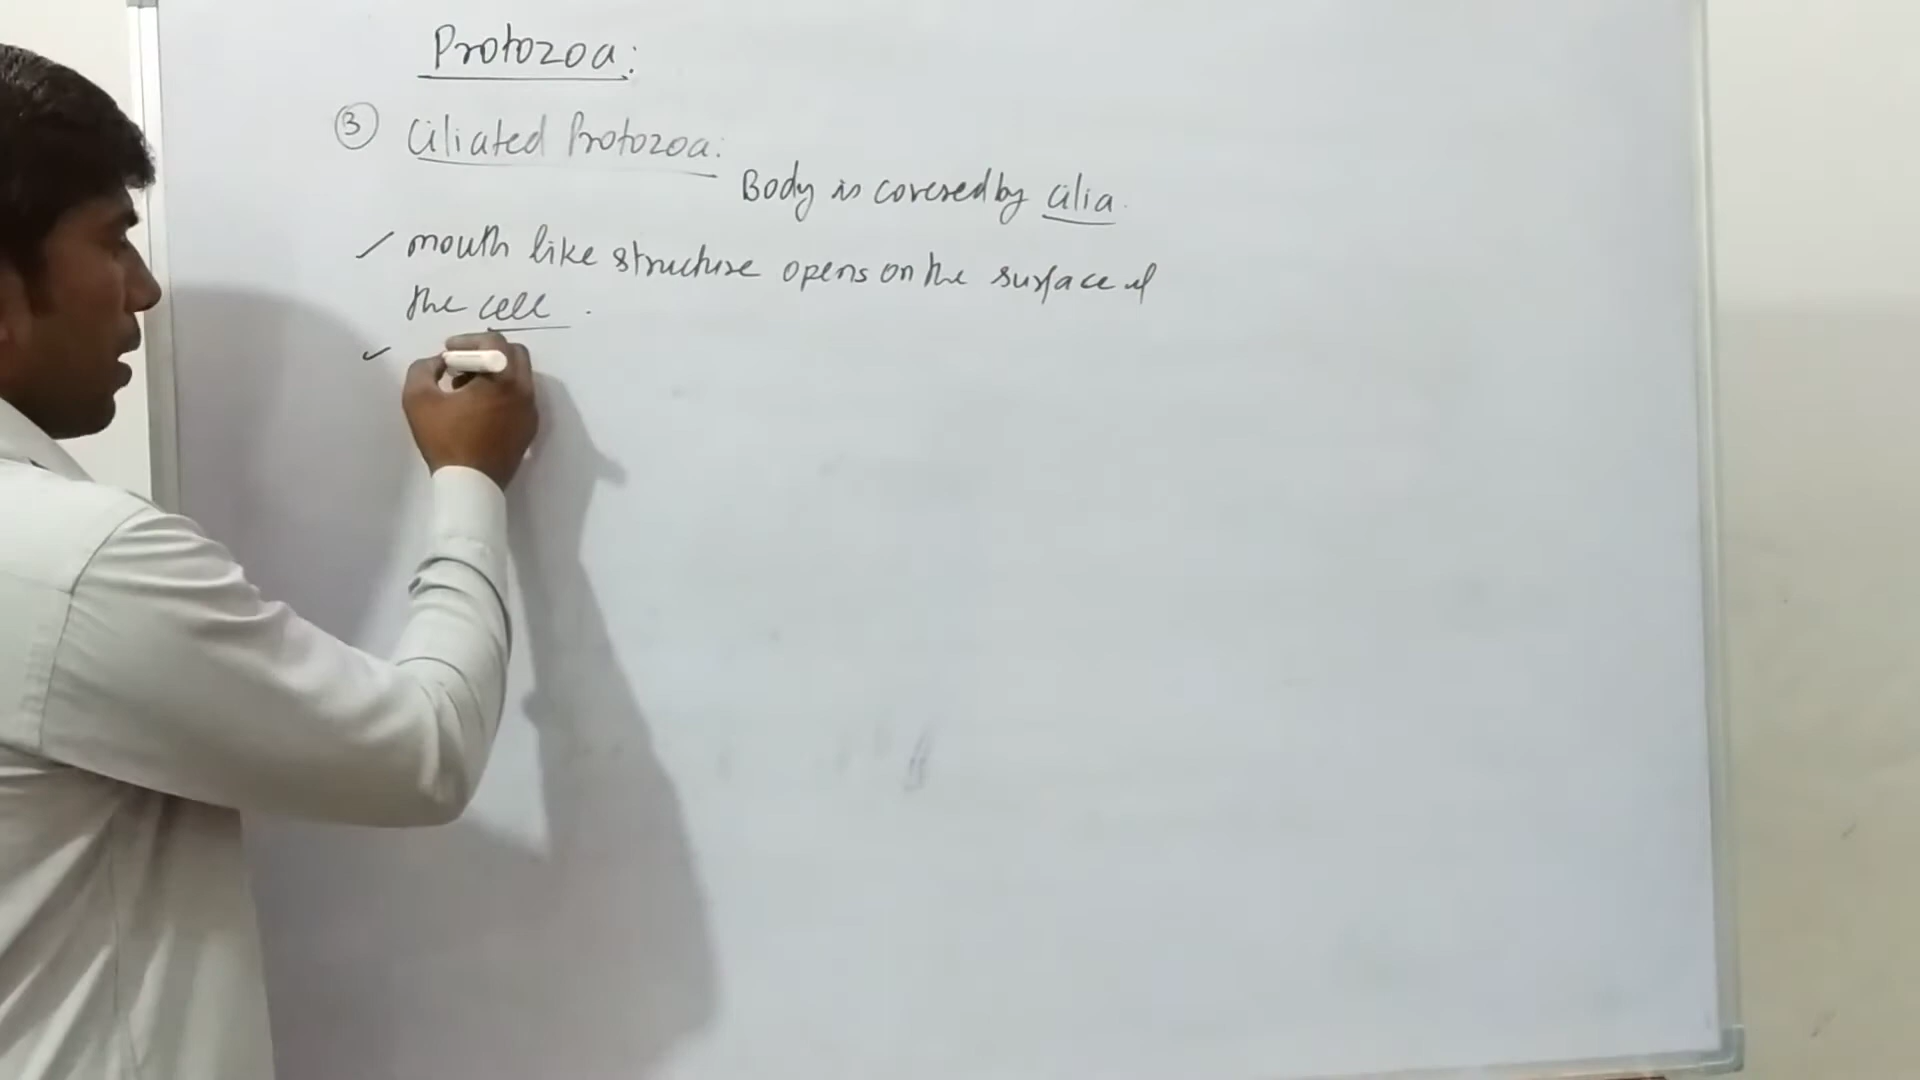 Protozoa:
3 Ciliated Protozoa:
Body is covered by cilia.
mouth like structure opens on the surface of
the cell.